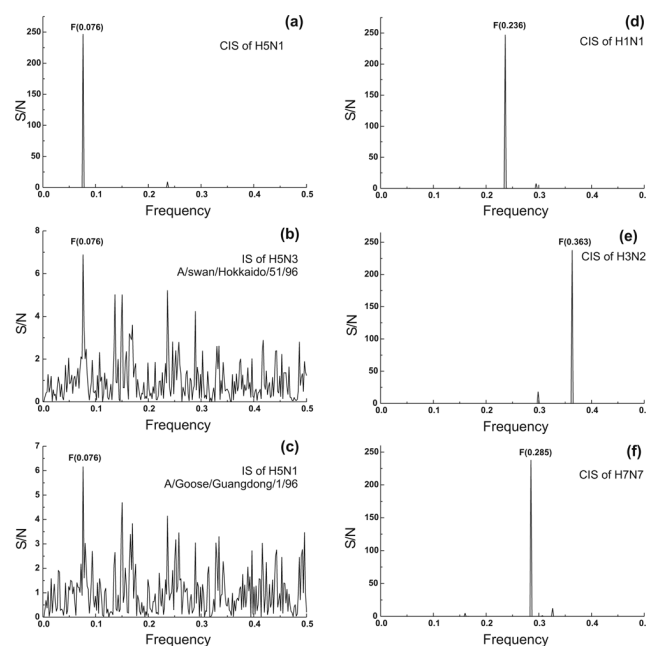 (a)
F(0.076)
CIS of H5N1
S/N
250
200
150
100
50
0
0.0 0.1 0.2 0.3 0.4 0.5
Frequency
(b)
F(0.076)
IS of H5N3
A/swan/Hokkaido/51/96
S/N
8
6
4
2
0
0.0 0.1 0.2 0.3 0.4 0.5
Frequency
(c)
F(0.076)
IS of H5N1
A/Goose/Guangdong/1/96
S/N
7
6
5
4
3
2
1
0
0.0 0.1 0.2 0.3 0.4 0.5
Frequency
(d)
F(0.236)
CIS of H1N1
S/N
250
200
150
100
50
0
0.0 0.1 0.2 0.3 0.4 0.
Frequency
(e)
F(0.363)
CIS of H3N2
S/N
250
200
150
100
50
0
0.0 0.1 0.2 0.3 0.4 0.
Frequency
(f)
F(0.285)
CIS of H7N7
S/N
250
200
150
100
50
0
0.0 0.1 0.2 0.3 0.4 0.
Frequency